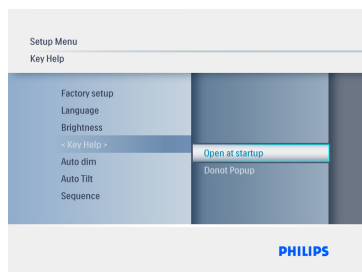 Setup Menu
Key Help
Factory setup
Language
Brightness
< Key Help >
Auto dim
Auto Tilt
Sequence
Open at startup
Donot Popup
PHILIPS